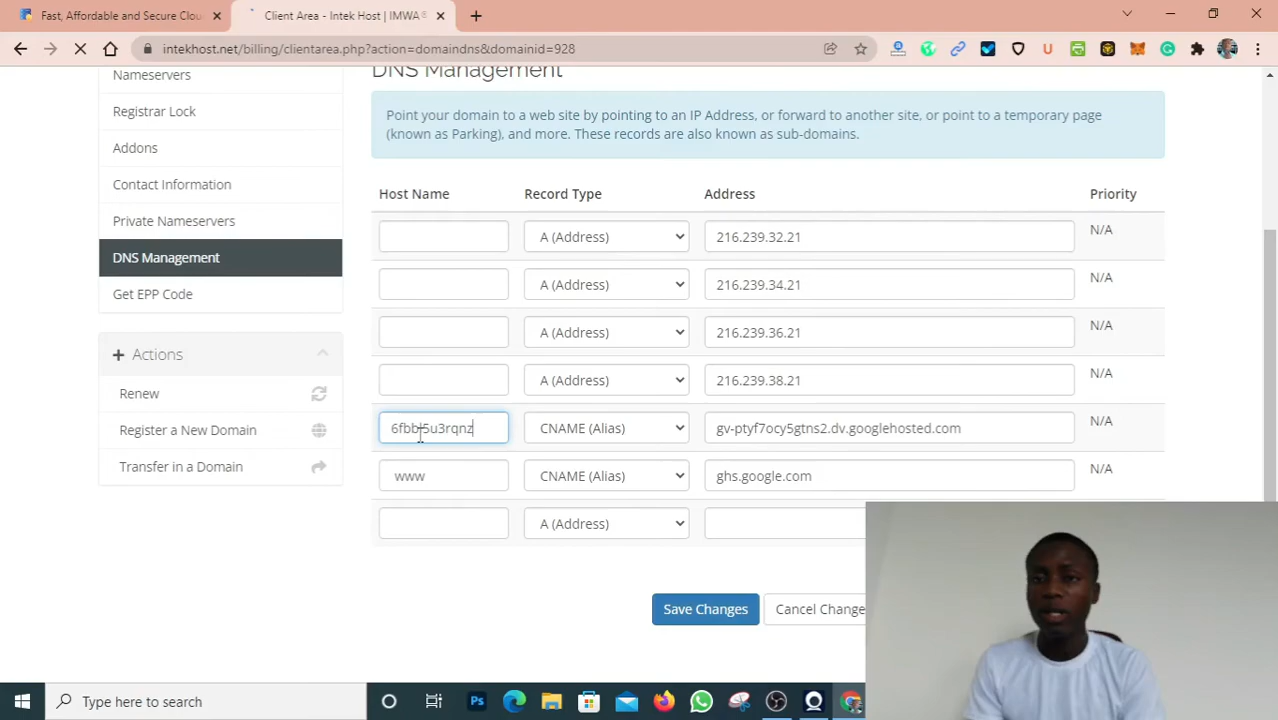 Fast, Affordable and Secure Clou
Client Area - Intek Host | IMWA®
intekhost.net/billing/clientarea.php?action=domaindns&domainid=928
Nameservers
Registrar Lock
Addons
Contact Information
Private Nameservers
DNS Management
Get EPP Code
Actions
Renew
Register a New Domain
Transfer in a Domain
DNS Management
Point your domain to a web site by pointing to an IP Address, or forward to another site, or point to a temporary page
(known as Parking), and more. These records are also known as sub-domains.
Host Name Record Type Address Priority
A (Address) 216.239.32.21 N/A
A (Address) 216.239.34.21 N/A
A (Address) 216.239.36.21 N/A
A (Address) 216.239.38.21 N/A
CNAME (Alias) gv-ptyf7ocy5gtns2.dv.googlehosted.com N/A
www CNAME (Alias) ghs.google.com N/A
A (Address)
Save Changes Cancel Change
Type here to search
Ps